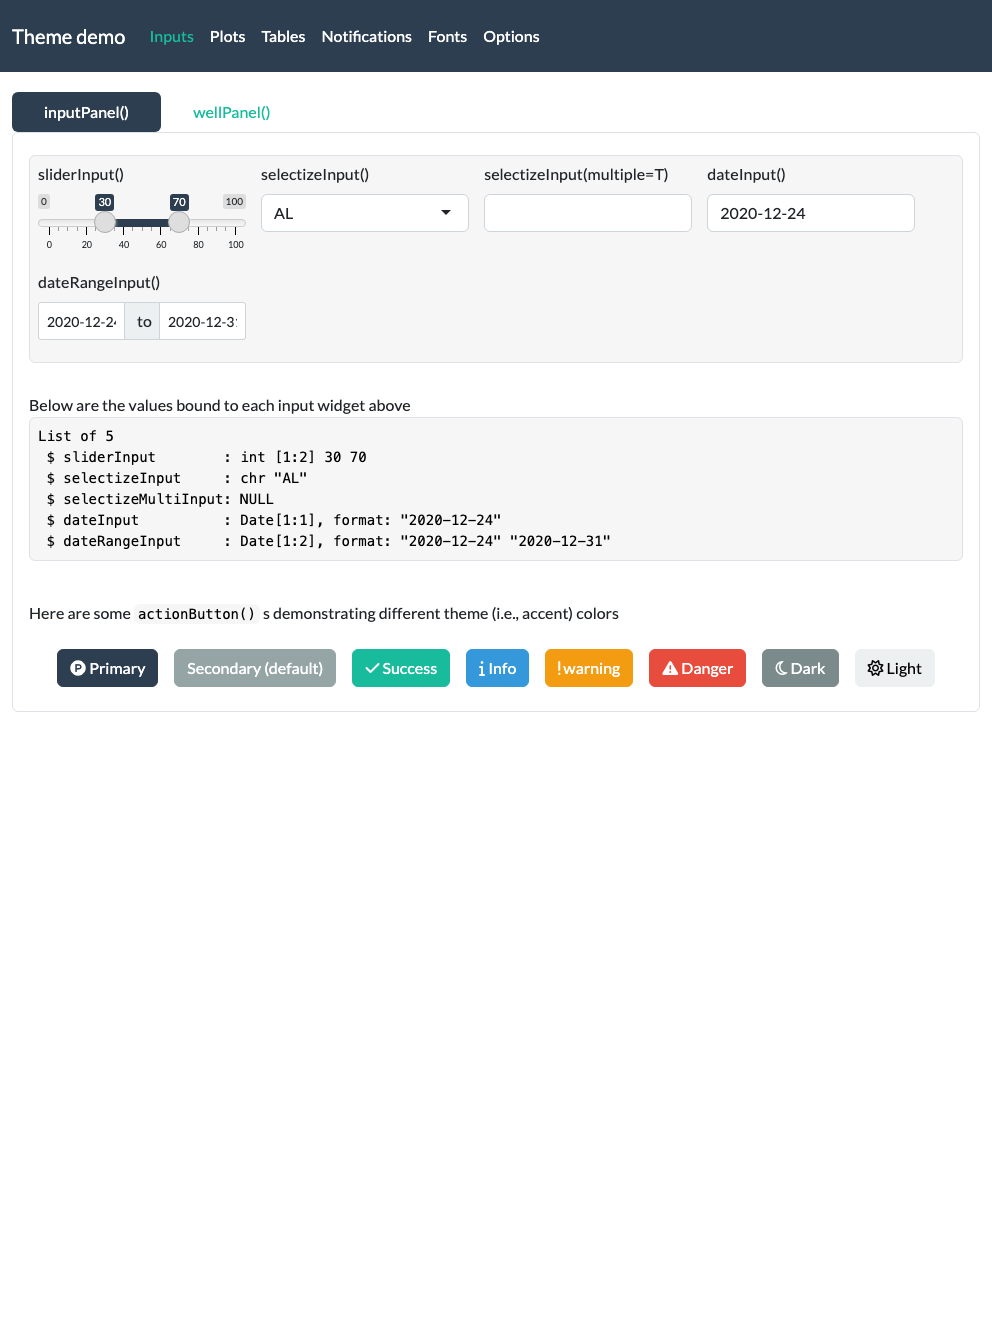 Theme demo Inputs Plots Tables Notifications Fonts Options
inputPanel() wellPanel()
sliderInput() selectizeInput() selectizeInput(multiple=T) dateInput()
0 30 70 100
AL 2020-12-24
0 20 40 60 80 100
dateRangeInput()
2020-12-24 to 2020-12-31
Below are the values bound to each input widget above
List of 5
$ sliderInput : int [1:2] 30 70
$ selectizeInput : chr "AL"
$ selectizeMultiInput: NULL
$ dateInput : Date[1:1], format: "2020-12-24"
$ dateRangeInput : Date[1:2], format: "2020-12-24" "2020-12-31"
Here are some actionButton() s demonstrating different theme (i.e., accent) colors
Primary Secondary (default) Success Info !warning Danger Dark Light